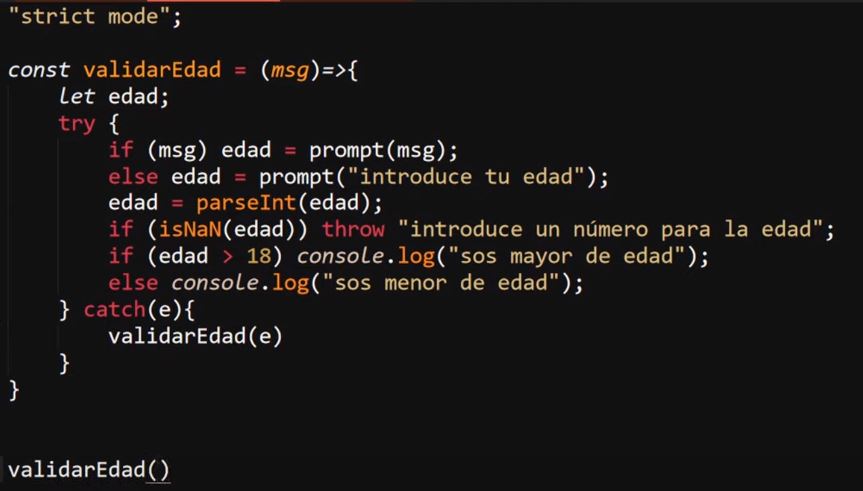 "strict mode";
const validarEdad = (msg)=>{
let edad;
try {
if (msg) edad = prompt(msg);
else edad = prompt("introduce tu edad");
edad = parseInt(edad);
if (isNaN(edad)) throw "introduce un número para la edad";
if (edad > 18) console.log("sos mayor de edad");
else console.log("sos menor de edad");
} catch(e){
validarEdad(e)
}
}
validarEdad()